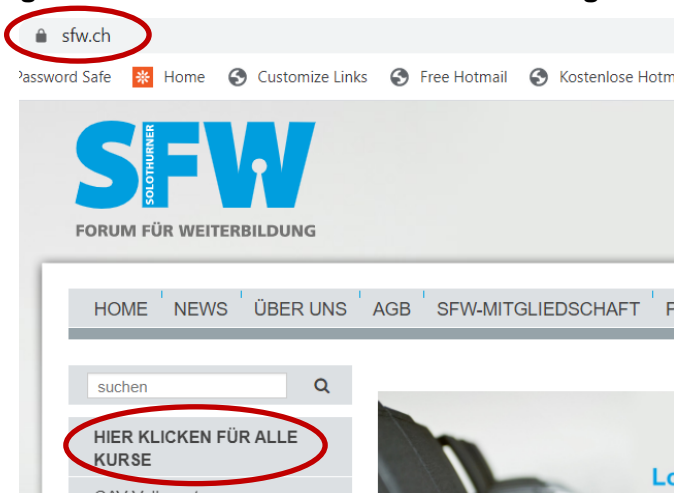 sfw.ch
Password Safe Home Customize Links Free Hotmail Kostenlose Hotm
SFW
SOLOTHURNER
FORUM FÜR WEITERBILDUNG
HOME NEWS ÜBER UNS AGB SFW-MITGLIEDSCHAFT F
suchen
HIER KLICKEN FÜR ALLE
KURSE
Lo